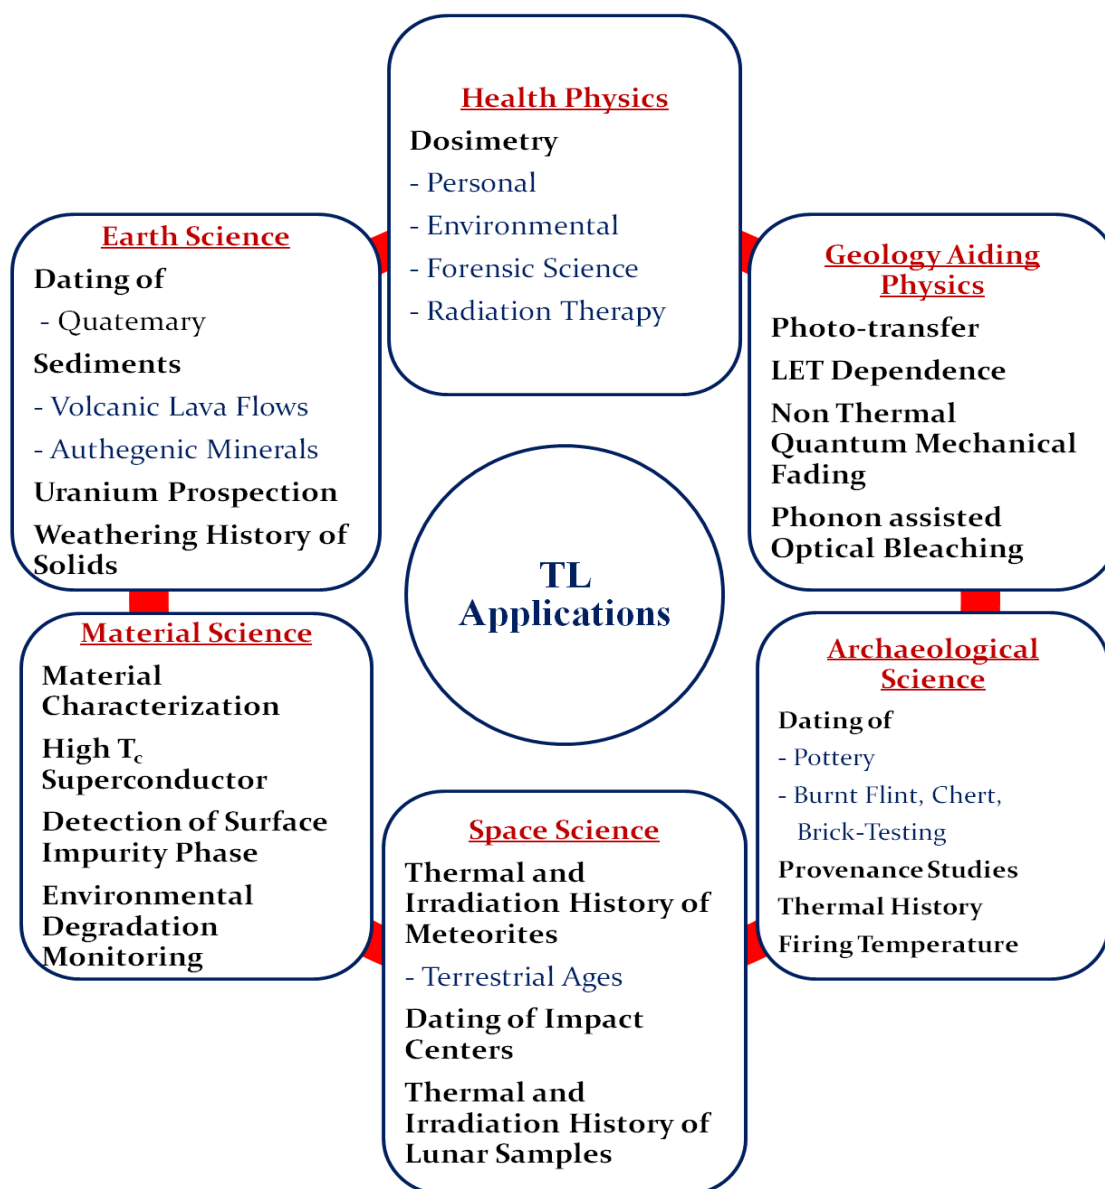 Health Physics
Dosimetry
- Personal
- Environmental
- Forensic Science
- Radiation Therapy
Earth Science
Dating of
- Quatemary
Sediments
- Volcanic Lava Flows
- Authegenic Minerals
Uranium Prospection
Weathering History of
Solids
Geology Aiding
Physics
Photo-transfer
LET Dependence
Non Thermal
Quantum Mechanical
Fading
Phonon assisted
Optical Bleaching
TL
Applications
Material Science
Material
Characterization
High Tc
Superconductor
Detection of Surface
Impurity Phase
Environmental
Degradation
Monitoring
Archaeological
Science
Dating of
- Pottery
- Burnt Flint, Chert,
Brick-Testing
Provenance Studies
Thermal History
Firing Temperature
Space Science
Thermal and
Irradiation History of
Meteorites
- Terrestrial Ages
Dating of Impact
Centers
Thermal and
Irradiation History of
Lunar Samples